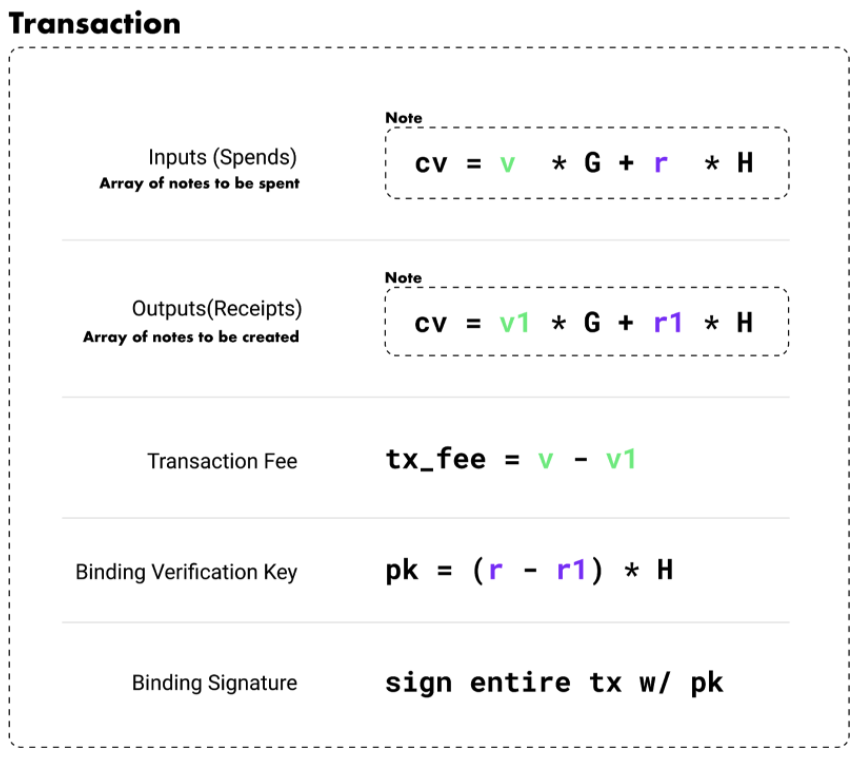 Transaction
Note
Inputs (Spends)
Array of notes to be spent
cv = v * G + r * H
Note
Outputs(Receipts)
Array of notes to be created
cv = v1 * G + r1 * H
Transaction Fee
tx_fee = v - v1
Binding Verification Key
pk = (r - r1) * H
Binding Signature
sign entire tx w/ pk